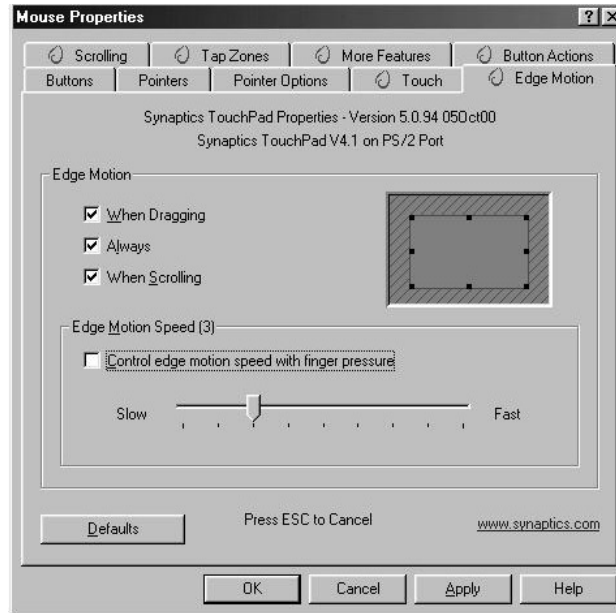 Mouse Properties
Scrolling Tap Zones More Features Button Actions
Buttons Pointers Pointer Options Touch Edge Motion
Synaptics TouchPad Properties - Version 5.0.94 05Oct00
Synaptics TouchPad V4.1 on PS/2 Port
Edge Motion
When Dragging
Always
When Scrolling
Edge Motion Speed (3)
Control edge motion speed with finger pressure
Slow Fast
Defaults Press ESC to Cancel www.synaptics.com
OK Cancel Apply Help